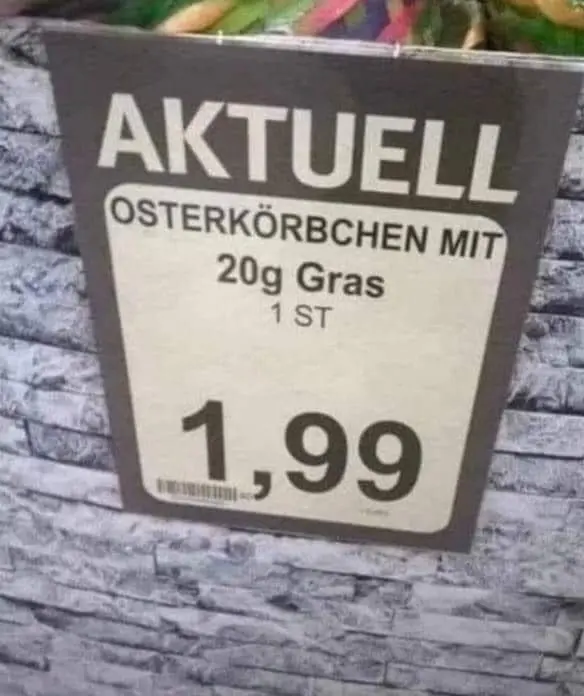 AKTUELL
OSTERKÖRBCHEN MIT
20g Gras
1 ST
1,99